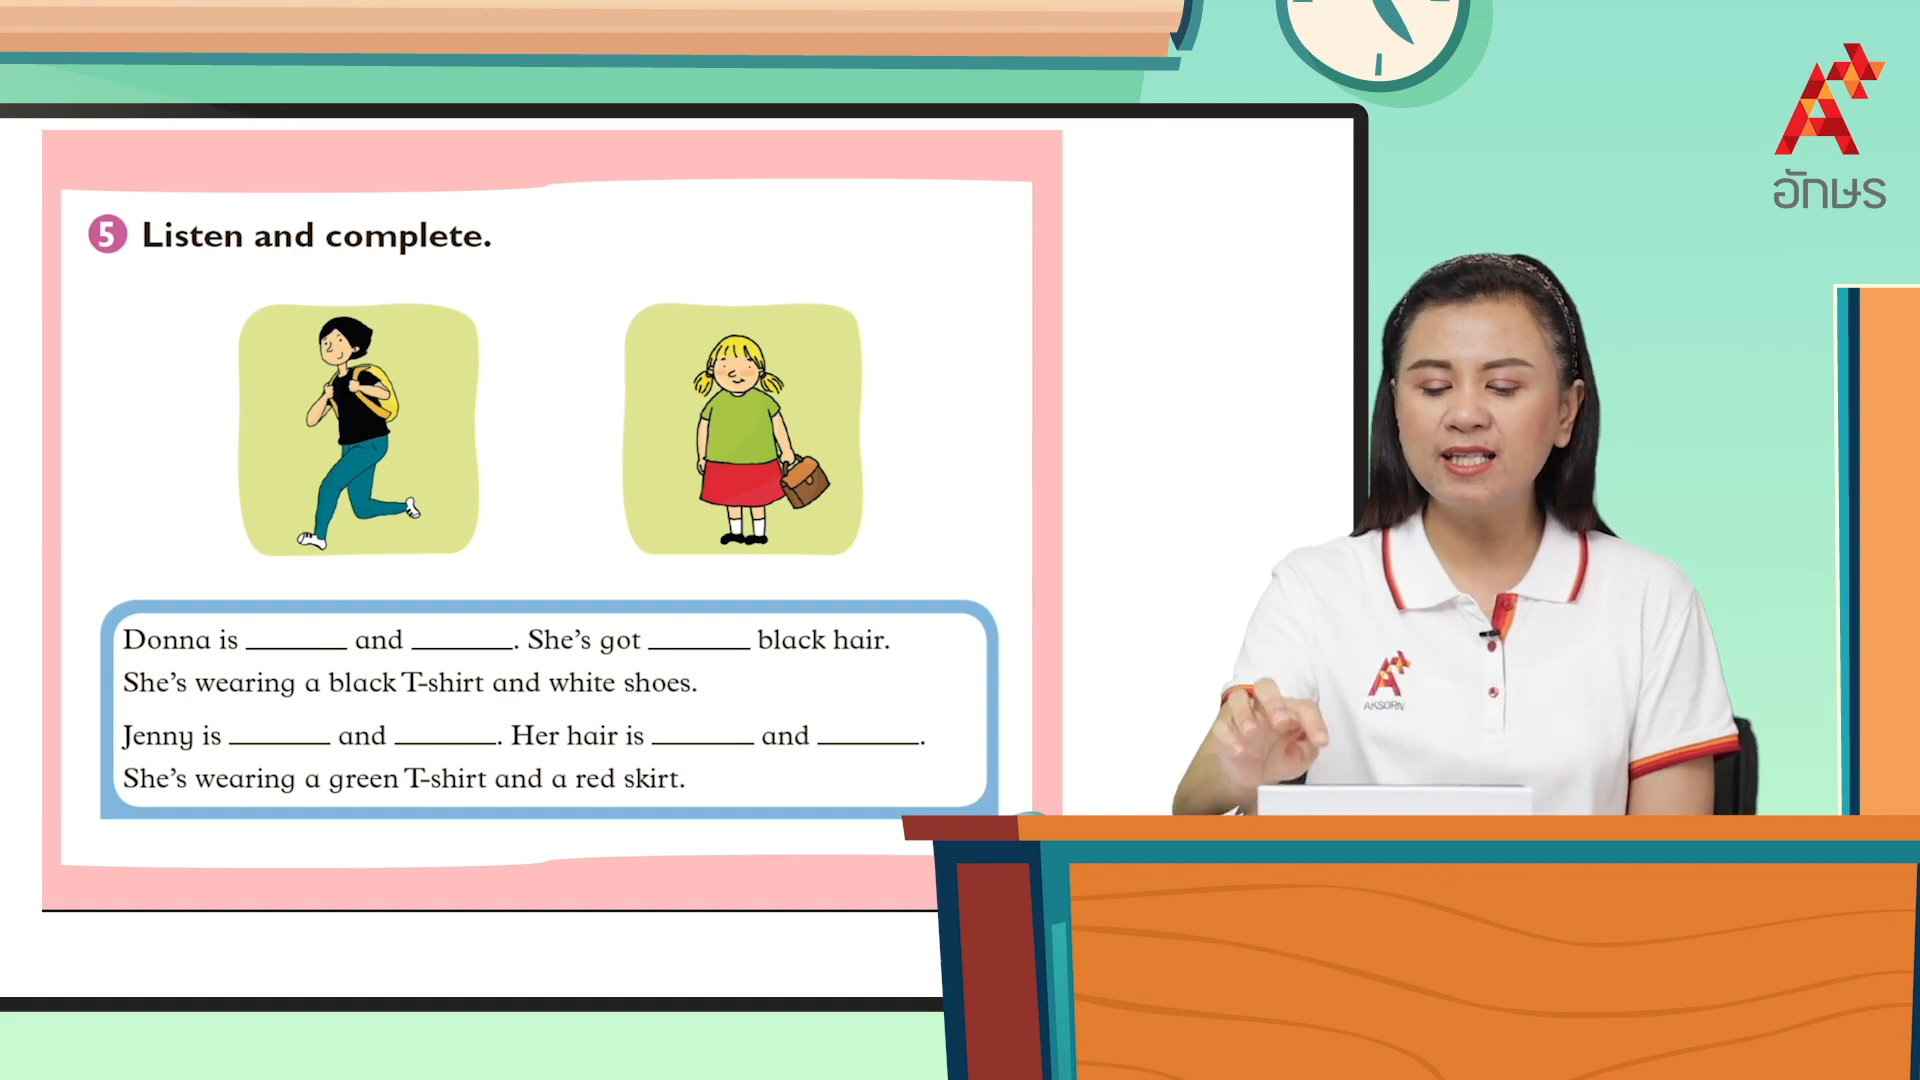 อักษร
5 Listen and complete.
Donna is ______ and ______. She's got ______ black hair.
She's wearing a black T-shirt and white shoes.
Jenny is ______ and ______. Her hair is ______ and ______.
She's wearing a green T-shirt and a red skirt.
AKSORN